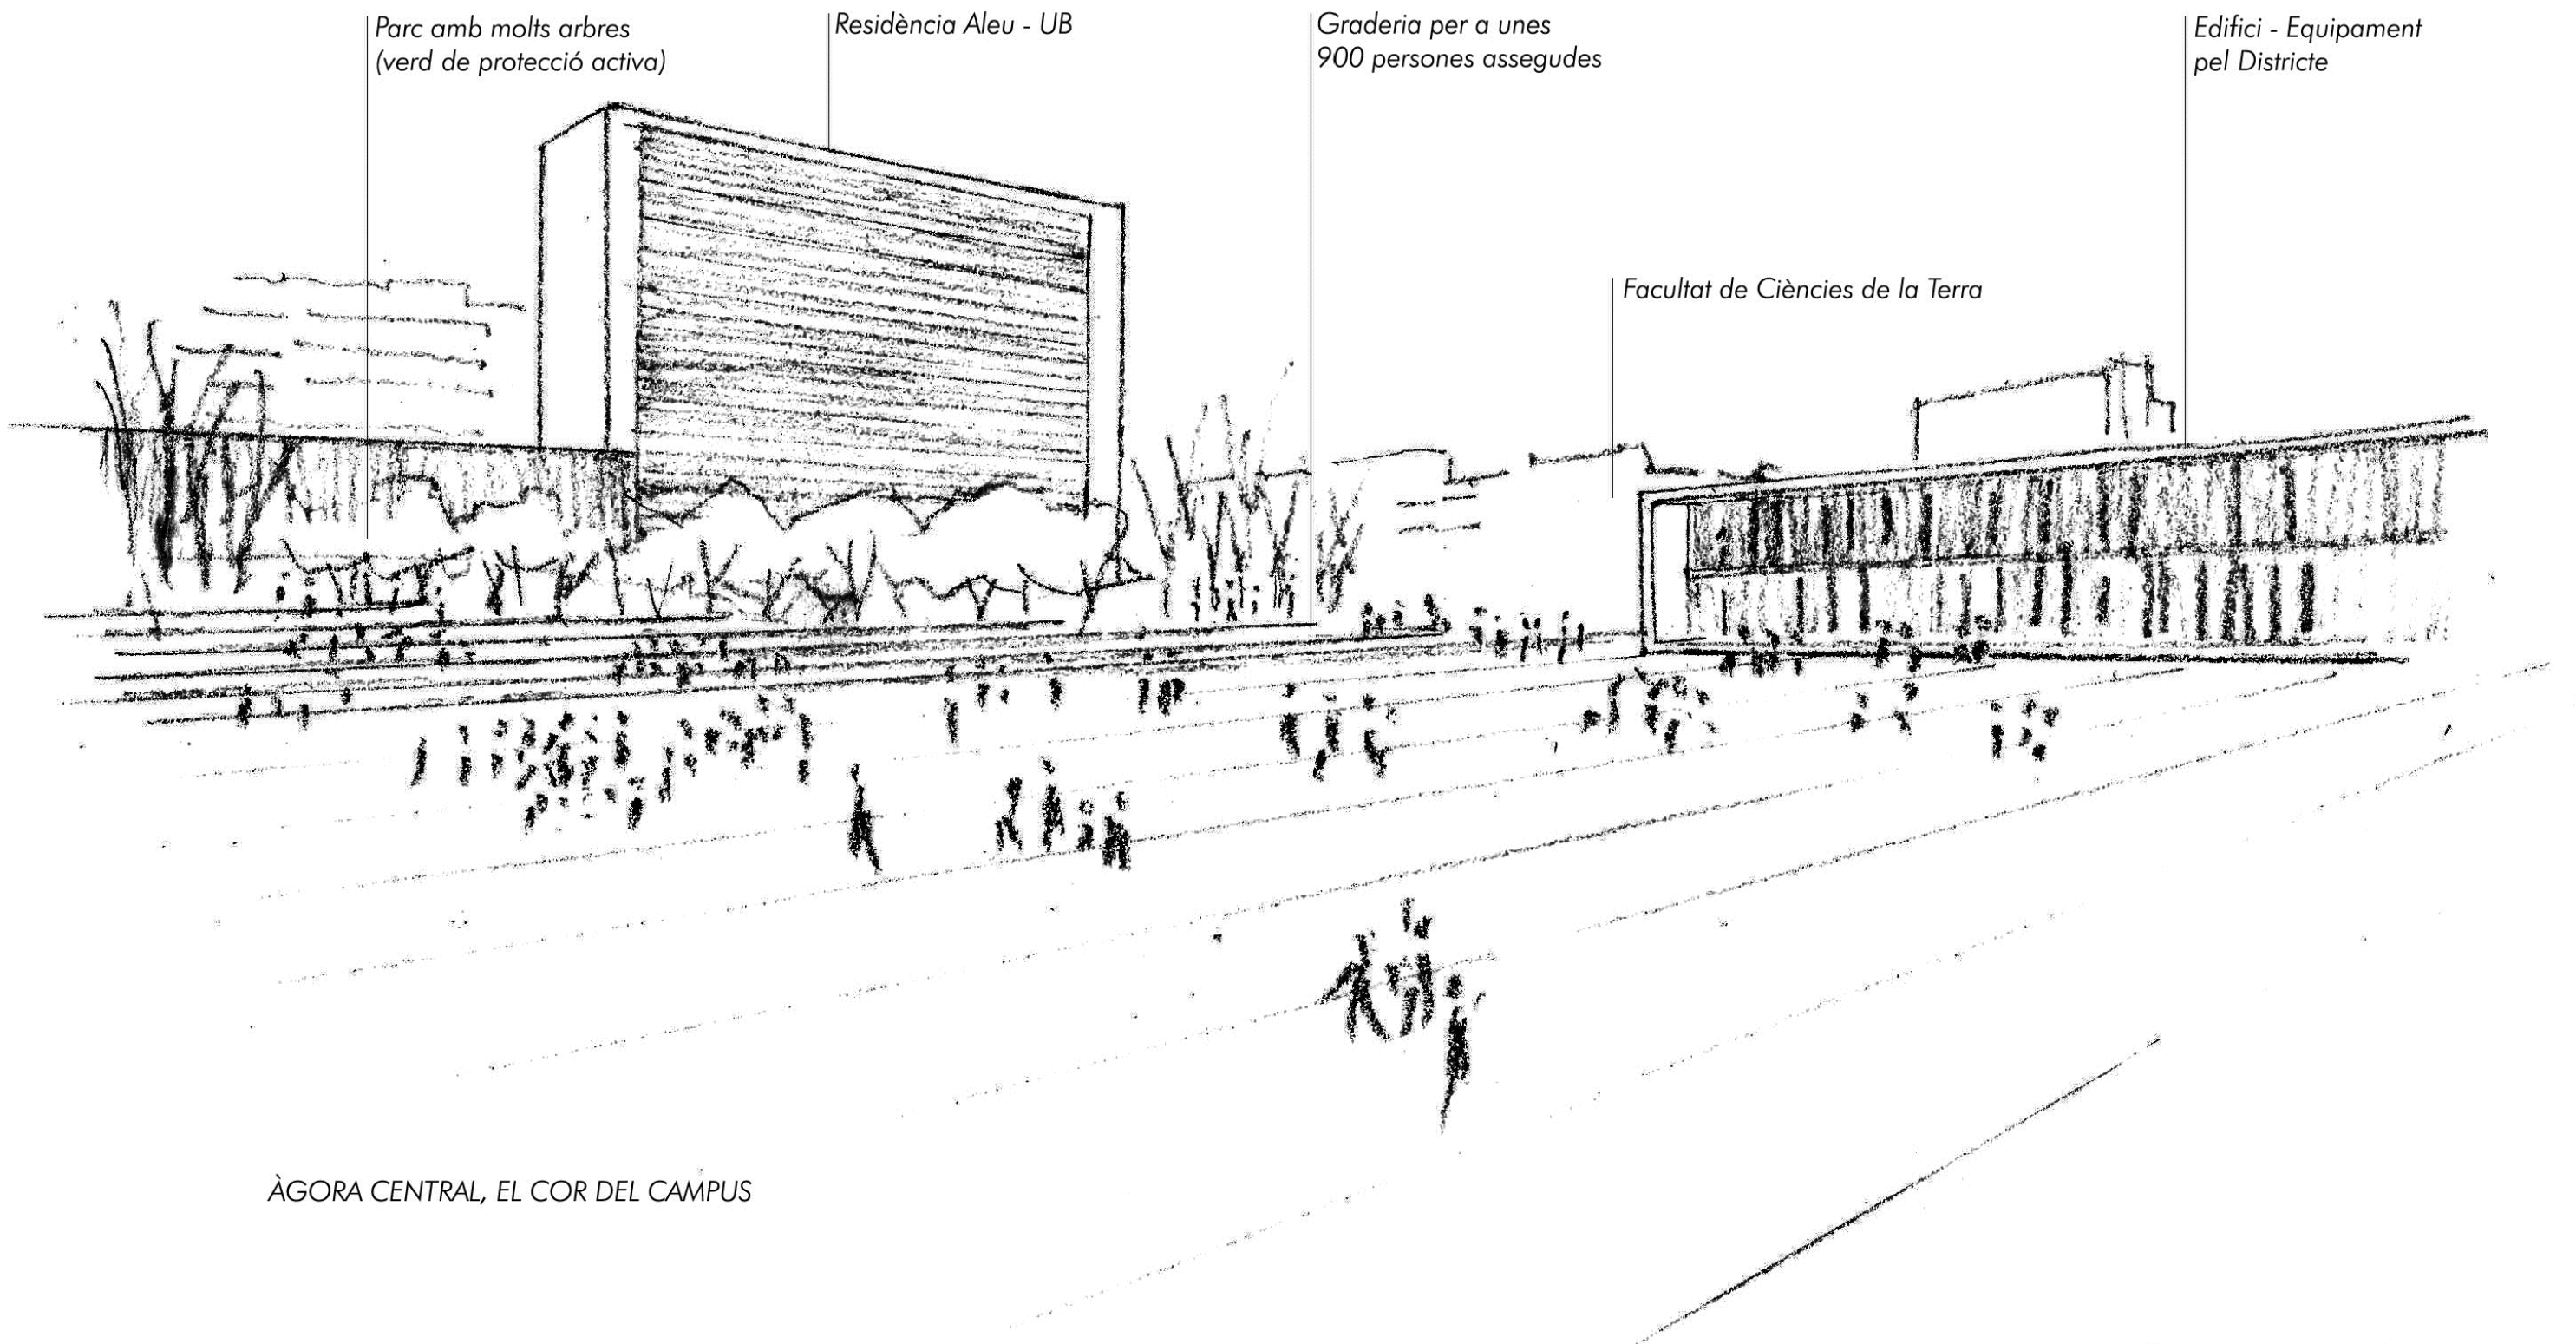 Parc amb molts arbres
(verd de protecció activa)
Residència Aleu - UB
Graderia per a unes
900 persones assegudes
Edifici - Equipament
pel Districte
Facultat de Ciències de la Terra
ÀGORA CENTRAL, EL COR DEL CAMPUS